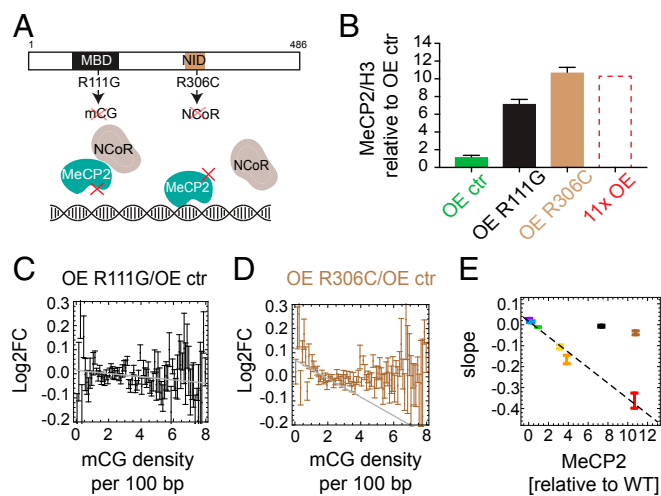 A
1
486
MBD
NID
R111G
R306C
mCG
NCoR
NCoR
NCoR
MeCP2
MeCP2
B
MeCP2/H3
relative to OE ctr
14
12
10
8
6
4
2
0
OE ctr
OE R111G
OE R306C
11x OE
C
OE R111G/OE ctr
Log2FC
0.3
0.2
0.1
0.0
-0.1
-0.2
0 2 4 6 8
mCG density
per 100 bp
D
OE R306C/OE ctr
Log2FC
0.3
0.2
0.1
0.0
-0.1
-0.2
0 2 4 6 8
mCG density
per 100 bp
E
slope
0.1
0.0
-0.1
-0.2
-0.3
-0.4
0 2 4 6 8 10 12
MeCP2
[relative to WT]